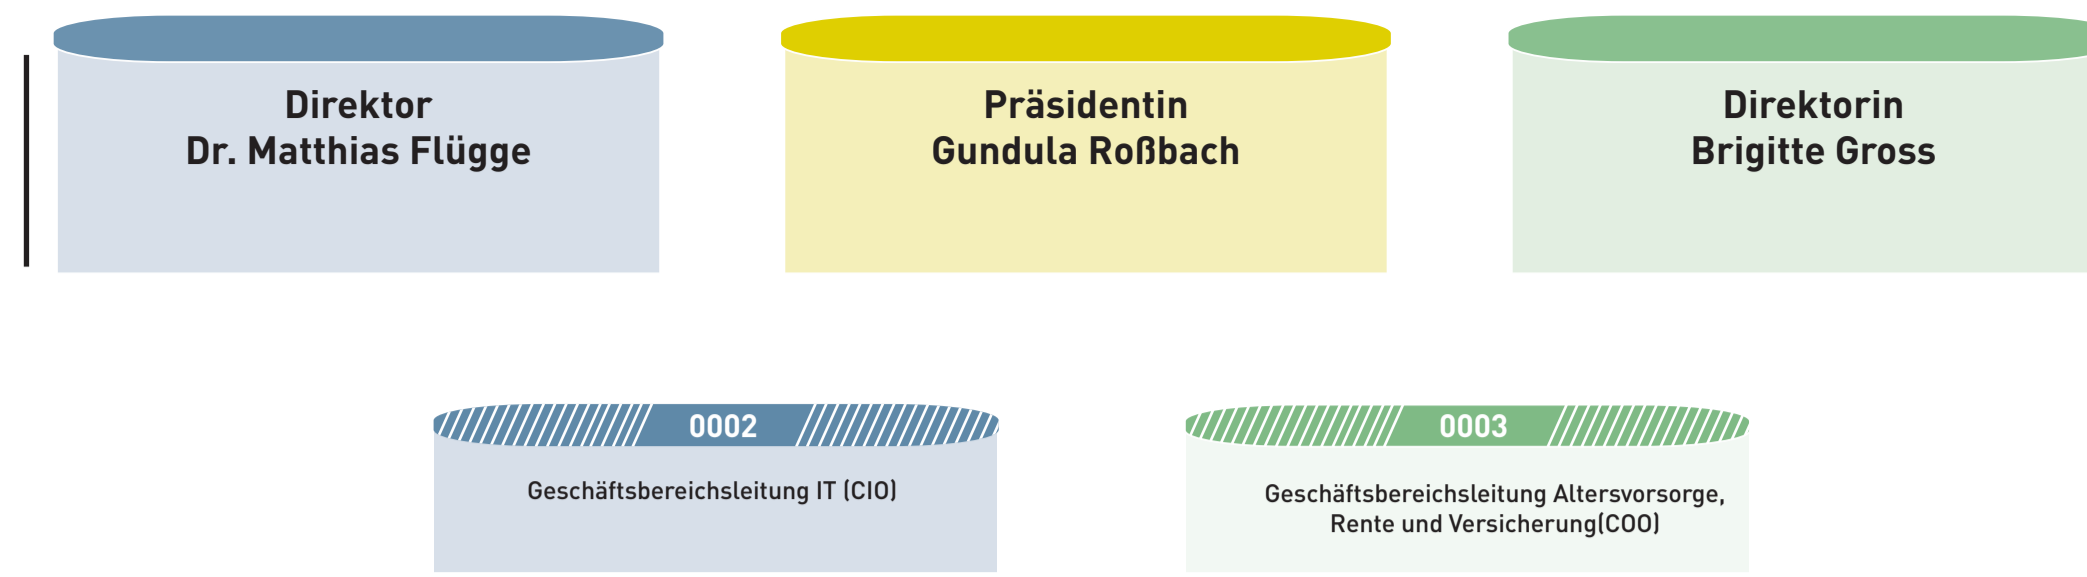 Direktor
Dr. Matthias Flügge
Präsidentin
Gundula Roßbach
Direktorin
Brigitte Gross
0002
Geschäftsbereichsleitung IT (CIO)
0003
Geschäftsbereichsleitung Altersvorsorge,
Rente und Versicherung(COO)